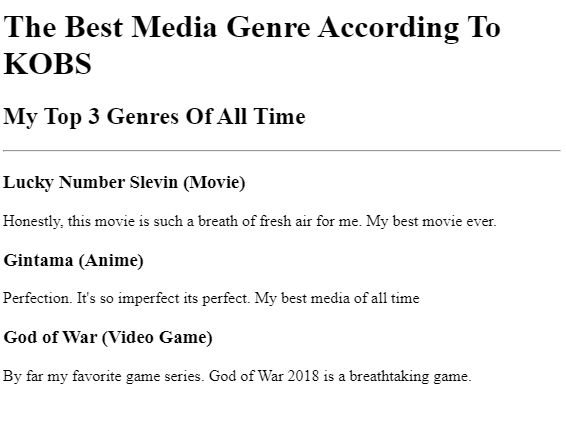 The Best Media Genre According To
KOBS
My Top 3 Genres Of All Time
Lucky Number Slevin (Movie)
Honestly, this movie is such a breath of fresh air for me. My best movie ever.
Gintama (Anime)
Perfection. It's so imperfect its perfect. My best media of all time
God of War (Video Game)
By far my favorite game series. God of War 2018 is a breathtaking game.